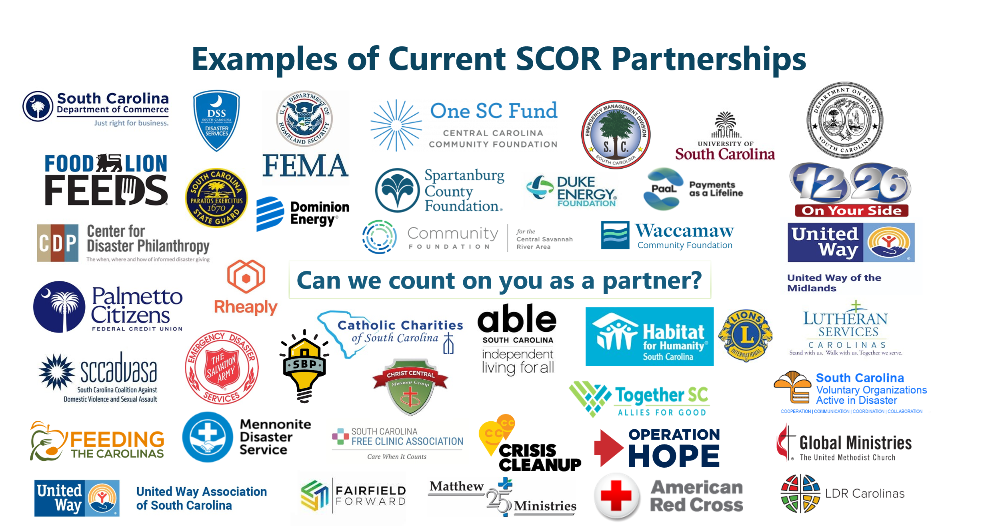 Examples of Current SCOR Partnerships
South Carolina
Department of Commerce
Just right for business.
DSS
SOUTH CAROLINA
DEPARTMENT of SOCIAL SERVICES
DISASTER
SERVICES
U.S. DEPARTMENT OF
HOMELAND SECURITY
FEMA
One SC Fund
CENTRAL CAROLINA
COMMUNITY FOUNDATION
EMERGENCY MANAGEMENT DIVISION
S. C.
SOUTH CAROLINA
UNIVERSITY OF
South Carolina
DEPARTMENT ON AGING
SOUTH CAROLINA
FOOD LION
FEEDS
SOUTH CAROLINA
PARATOS EXERCITUS
1670
STATE GUARD
Dominion
Energy®
Spartanburg
County
Foundation®
DUKE
ENERGY®
FOUNDATION
PaaL
Payments
as a Lifeline
12 26
On Your Side
CDP
Center for
Disaster Philanthropy
The when, where and how of informed disaster giving
Community
FOUNDATION
for the
Central Savannah
River Area
Waccamaw
Community Foundation
United
Way
®
United Way of the
Midlands
Rheaply
Can we count on you as a partner?
Palmetto
Citizens
FEDERAL CREDIT UNION
Catholic Charities
of South Carolina
able
SOUTH CAROLINA
independent
living for all
Habitat
for Humanity®
South Carolina
LIONS
L
INTERNATIONAL
LUTHERAN
SERVICES
CAROLINAS
Stand with us. Walk with us. Together we serve.
sccadvasa
South Carolina Coalition Against
Domestic Violence and Sexual Assault
EMERGENCY DISASTER
THE
SALVATION
ARMY
®
SERVICES
·SBP·
CHRIST CENTRAL
Missions Group
Together SC
ALLIES FOR GOOD
South Carolina
Voluntary Organizations
Active in Disaster
COOPERATION | COMMUNICATION | COORDINATION | COLLABORATION
FEEDING
THE CAROLINAS
Mennonite
Disaster
Service
SOUTH CAROLINA
FREE CLINIC ASSOCIATION
Care When It Counts
CC
CC
CRISIS
CLEANUP
OPERATION
HOPE
Global Ministries
The United Methodist Church
®
United
Way
®
United Way Association
of South Carolina
FAIRFIELD
FORWARD
Matthew
25
Ministries
American
Red Cross
LDR Carolinas